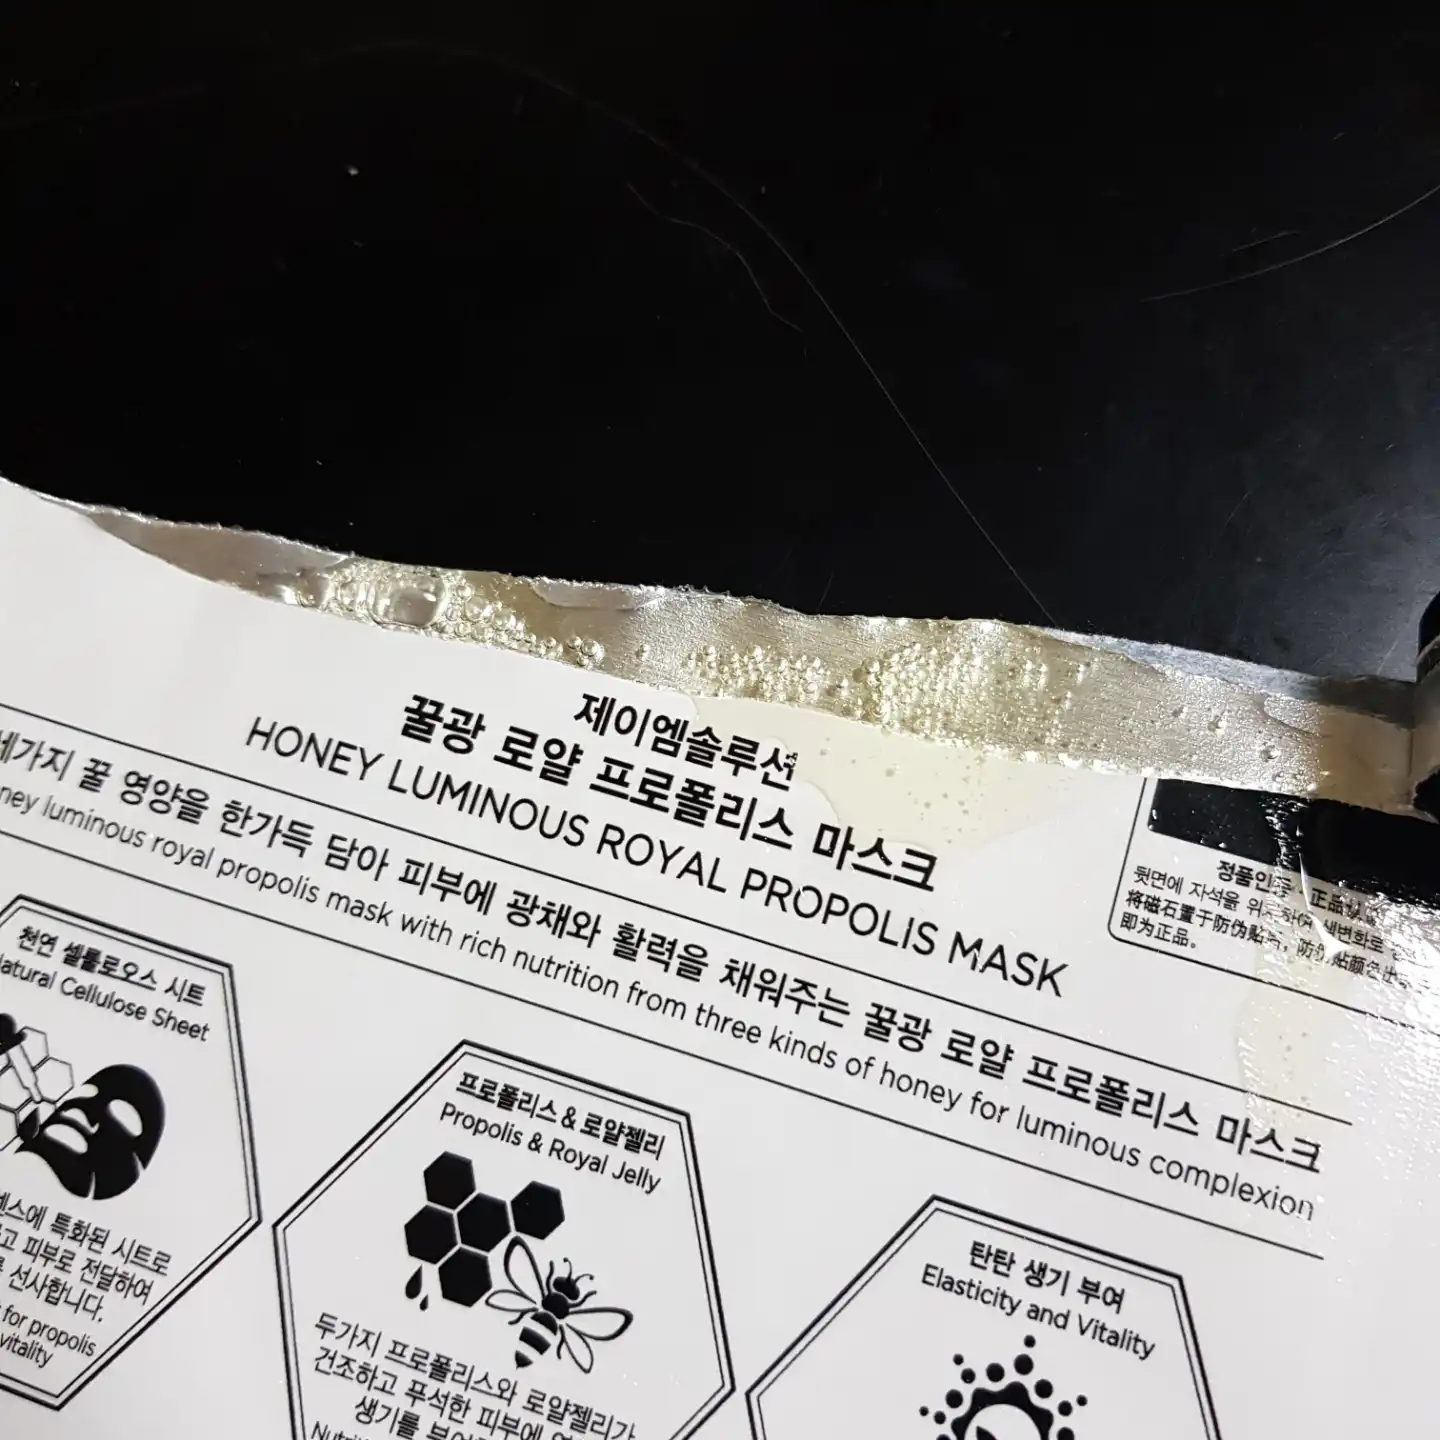 제이엠솔루션
꿀광 로얄 프로폴리스 마스크
HONEY LUMINOUS ROYAL PROPOLIS MASK
세가지 꿀 영양을 한가득 담아 피부에 광채와 활력을 채워주는 꿀광 로얄 프로폴리스 마스크
luminous royal propolis mask with rich nutrition from three kinds of honey for luminous complexion
정품인증
뒷면에 자석을
将磁石置于防伪贴
即为正品。
천연 셀룰로오스 시트
Natural Cellulose Sheet
특화된 시트로
피부로 전달하여
선사합니다.
for propolis
vitality
프로폴리스 & 로얄젤리
Propolis & Royal Jelly
두가지 프로폴리스와 로얄젤리가
건조하고 푸석한 피부에
생기를
탄탄 생기 부여
Elasticity and Vitality